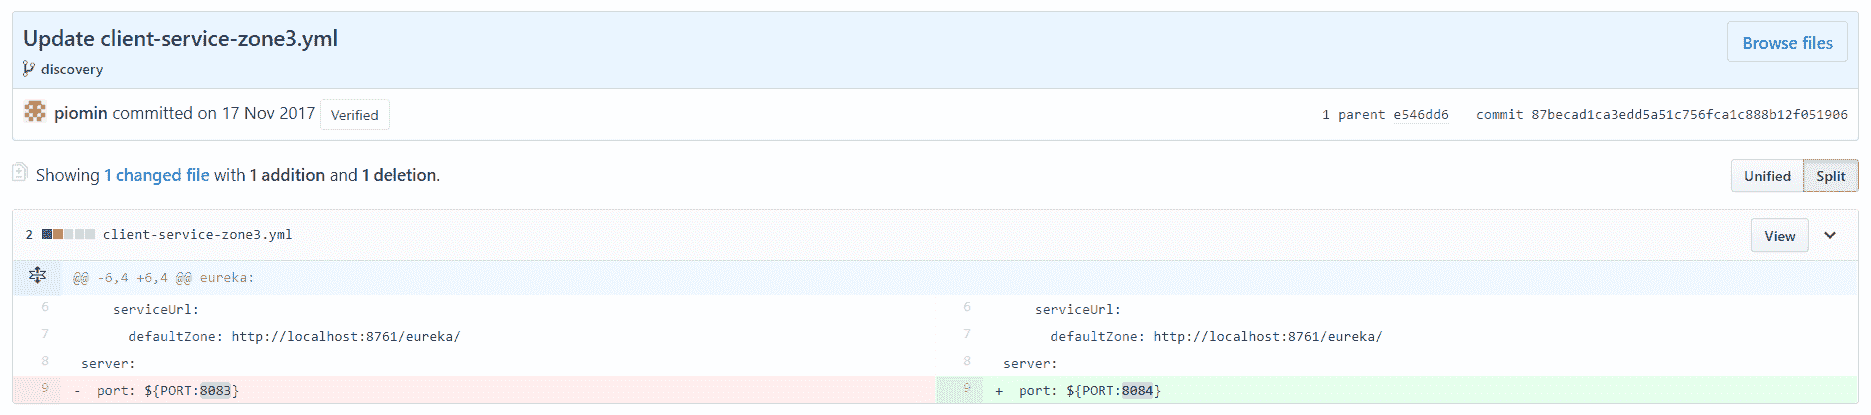 Update client-service-zone3.yml
Browse files
discovery
piomin committed on 17 Nov 2017 Verified
1 parent e546dd6 commit 87becad1ca3edd5a51c756fca1c888b12f051906
Showing 1 changed file with 1 addition and 1 deletion.
Unified Split
2 client-service-zone3.yml
View
@@ -6,4 +6,4 @@ eureka:
6 serviceUrl: 6 serviceUrl:
7 defaultZone: http://localhost:8761/eureka/ 7 defaultZone: http://localhost:8761/eureka/
8 server: 8 server:
9 - port: ${PORT:8083} 9 + port: ${PORT:8084}